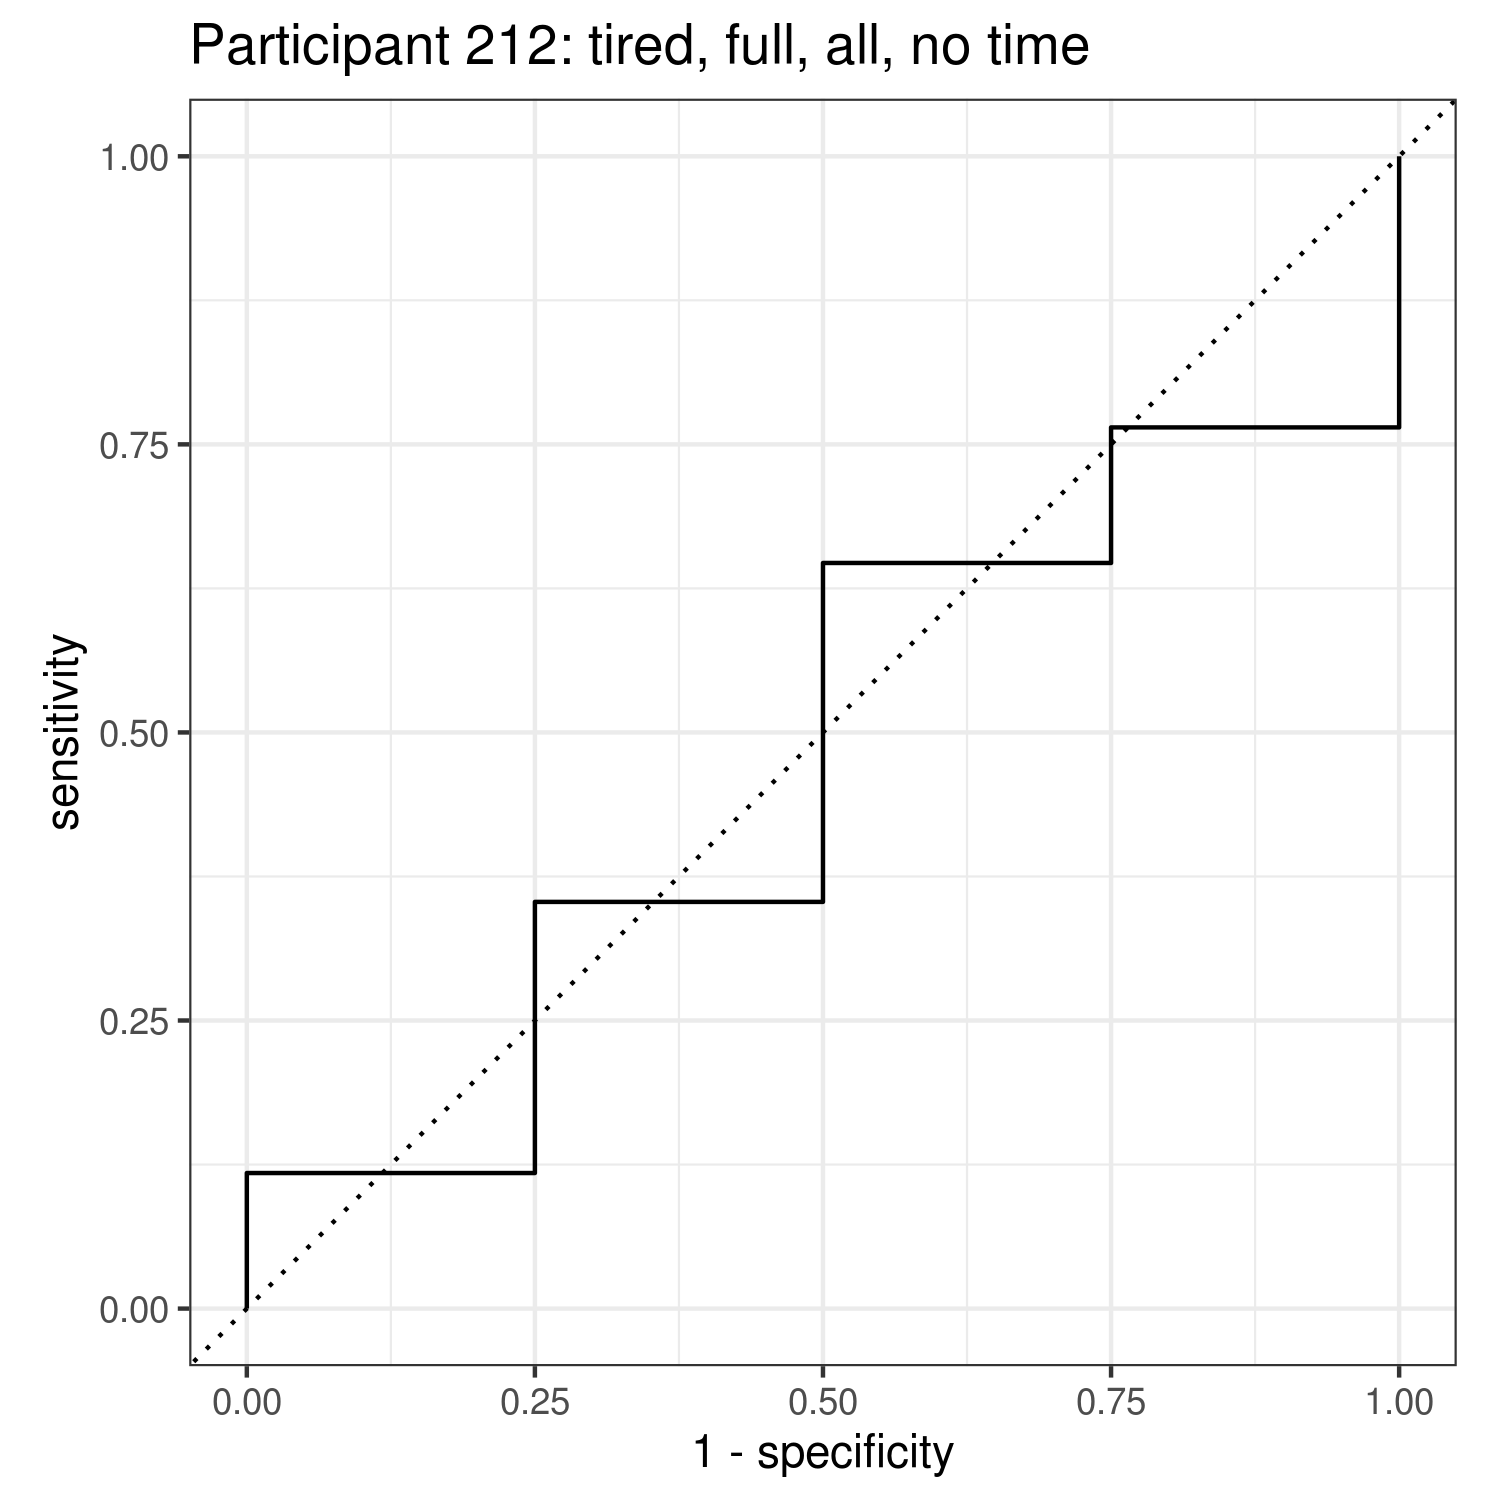 Participant 212: tired, full, all, no time
1.00
0.75
0.50
0.25
0.00
sensitivity
0.00 0.25 0.50 0.75 1.00
1 - specificity